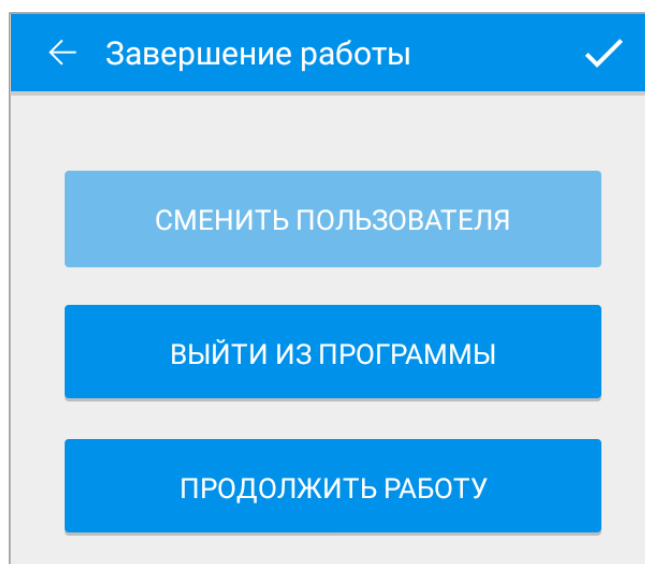 Завершение работы
СМЕНИТЬ ПОЛЬЗОВАТЕЛЯ
ВЫЙТИ ИЗ ПРОГРАММЫ
ПРОДОЛЖИТЬ РАБОТУ